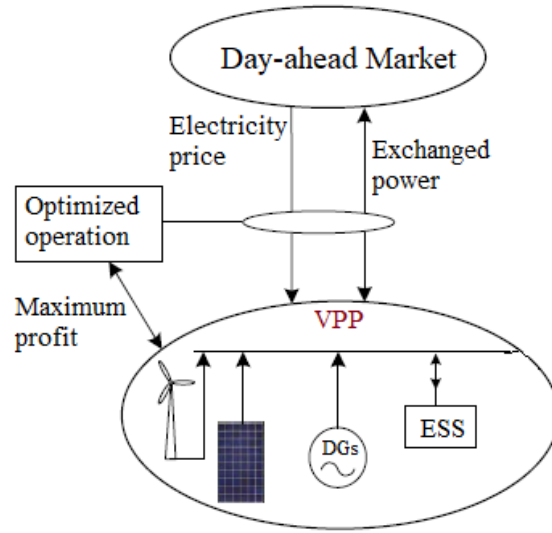 Day-ahead Market
Electricity
price
Exchanged
power
Optimized
operation
Maximum
profit
VPP
DGs
ESS